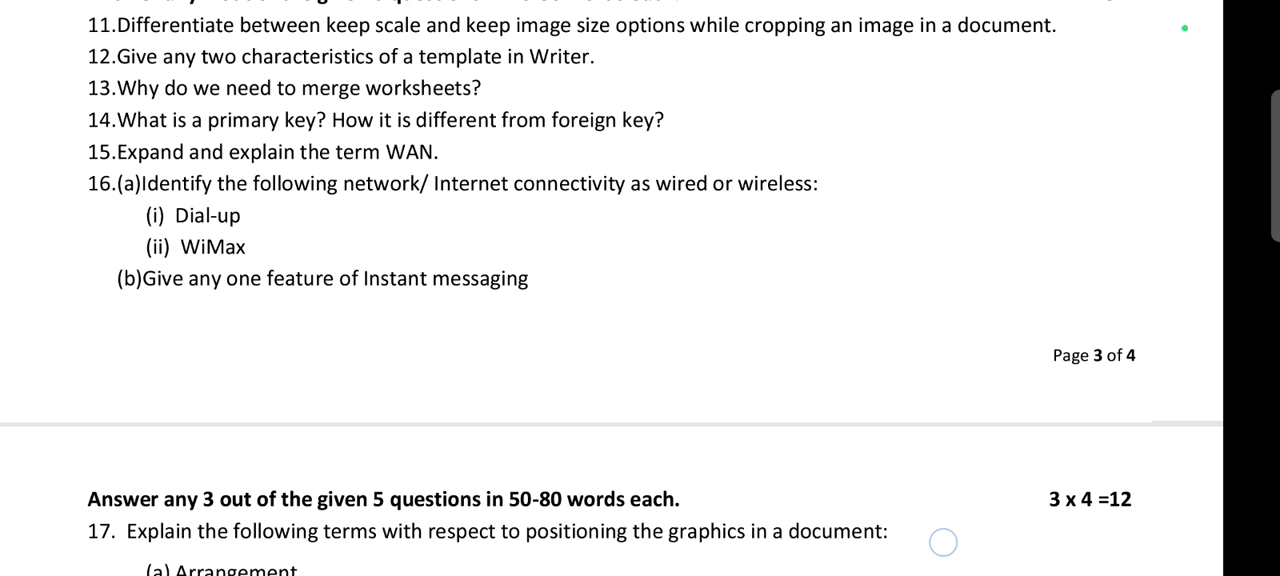 11.Differentiate between keep scale and keep image size options while cropping an image in a document.
12.Give any two characteristics of a template in Writer.
13.Why do we need to merge worksheets?
14.What is a primary key? How it is different from foreign key?
15.Expand and explain the term WAN.
16.(a)Identify the following network/ Internet connectivity as wired or wireless:
(i) Dial-up
(ii) WiMax
(b)Give any one feature of Instant messaging
Page 3 of 4
Answer any 3 out of the given 5 questions in 50-80 words each. 3 x 4 =12
17. Explain the following terms with respect to positioning the graphics in a document:
(a) Arrangement